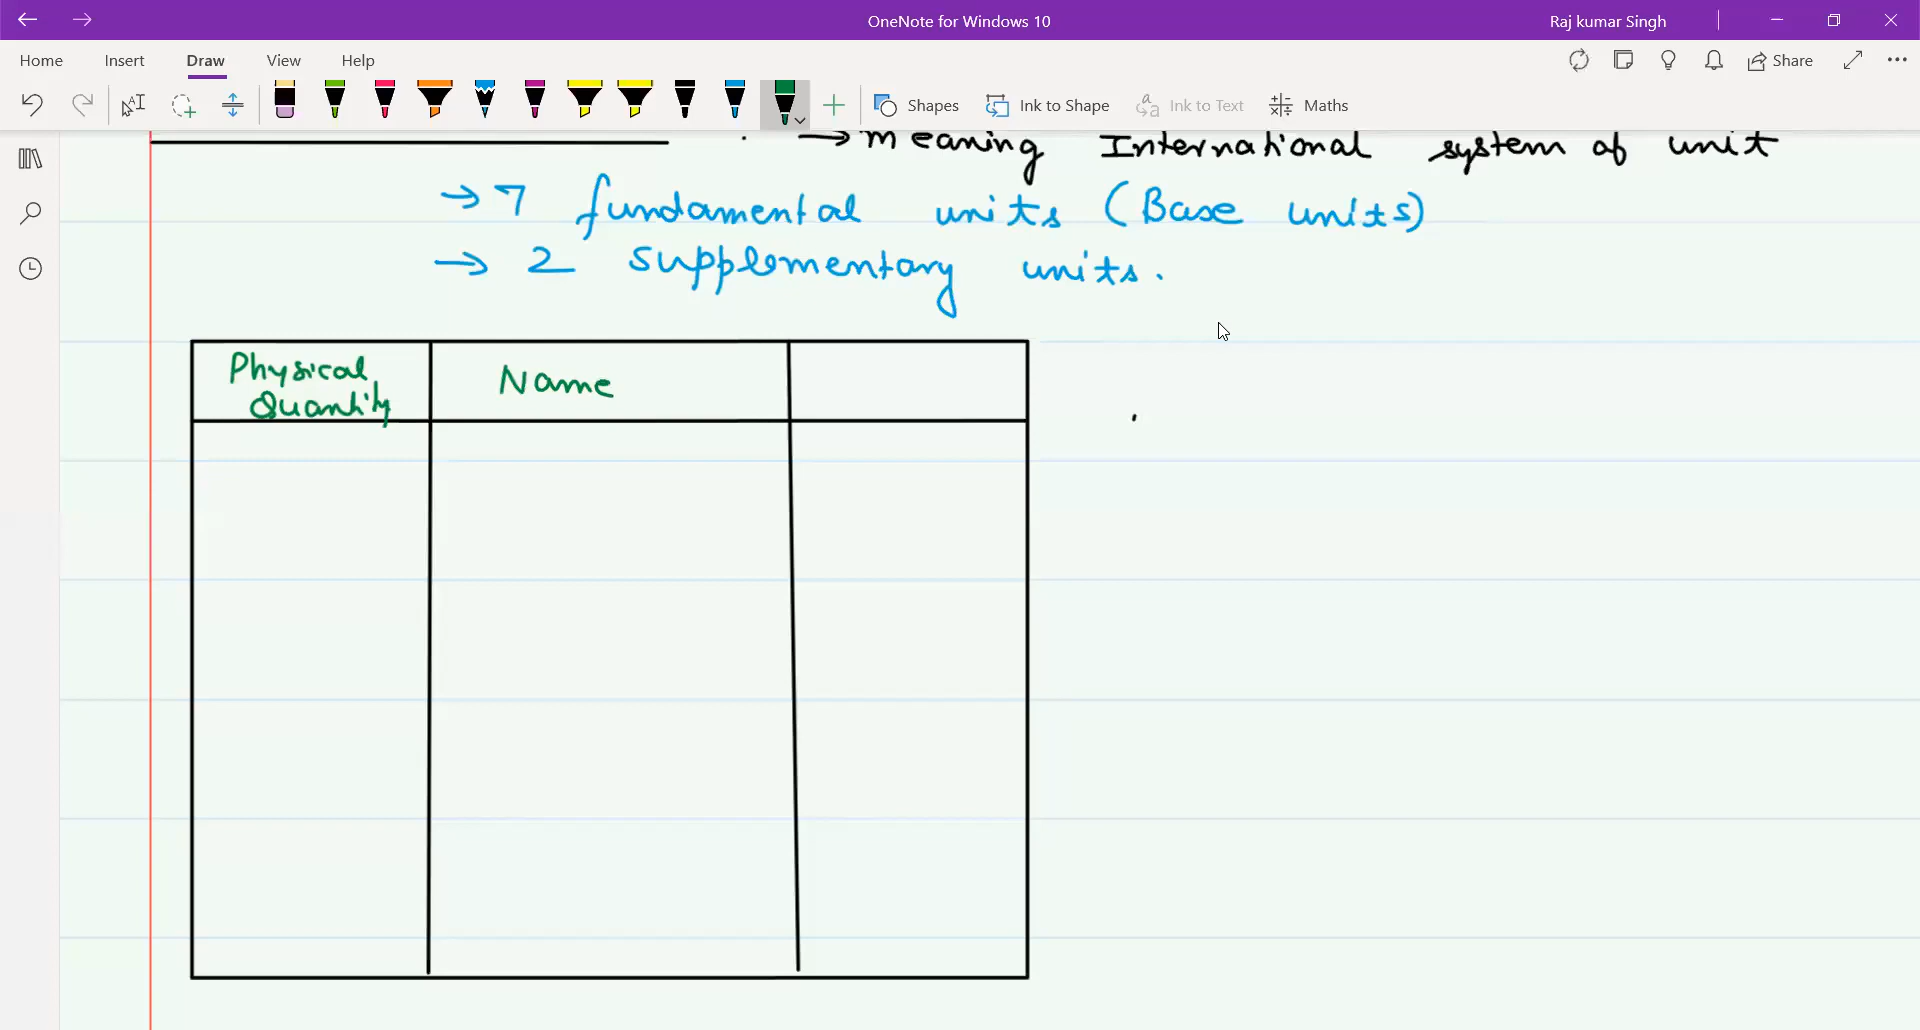 OneNote for Windows 10
Raj kumar Singh
Home Insert Draw View Help
Share
Shapes Ink to Shape Ink to Text Maths
→ meaning International system of unit
→ 7 fundamental units (Base units)
→ 2 supplementary units.
Physical
Quantity
Name